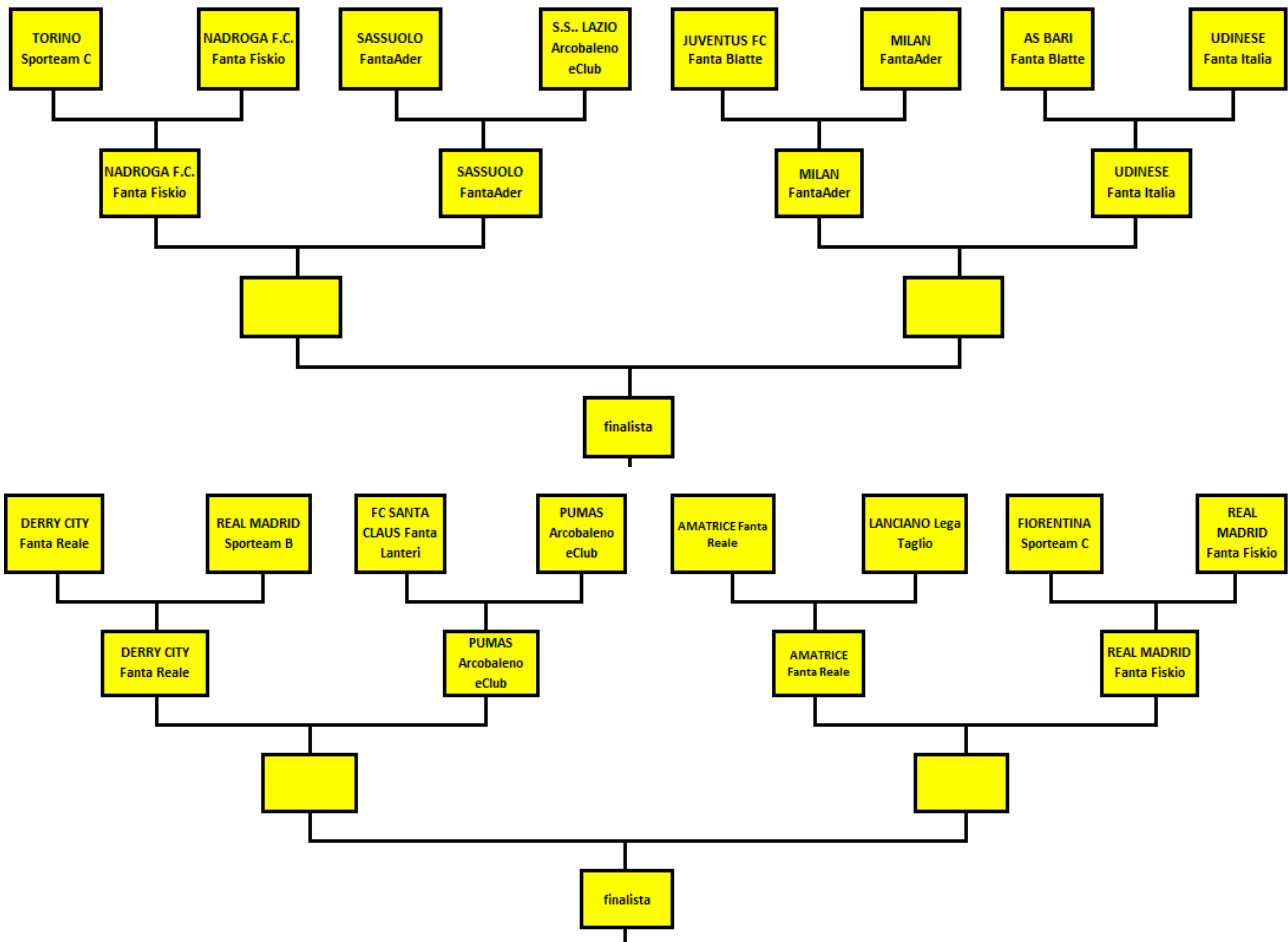 TORINO
Sporteam C
NADROGA F.C.
Fanta Fiskio
SASSUOLO
FantaAder
S.S.. LAZIO
Arcobaleno
eClub
JUVENTUS FC
Fanta Blatte
MILAN
FantaAder
AS BARI
Fanta Blatte
UDINESE
Fanta Italia
NADROGA F.C.
Fanta Fiskio
SASSUOLO
FantaAder
MILAN
FantaAder
UDINESE
Fanta Italia
finalista
DERRY CITY
Fanta Reale
REAL MADRID
Sporteam B
FC SANTA
CLAUS Fanta
Lanteri
PUMAS
Arcobaleno
eClub
AMATRICE Fanta
Reale
LANCIANO Lega
Taglio
FIORENTINA
Sporteam C
REAL
MADRID
Fanta Fiskio
DERRY CITY
Fanta Reale
PUMAS
Arcobaleno
eClub
AMATRICE
Fanta Reale
REAL MADRID
Fanta Fiskio
finalista